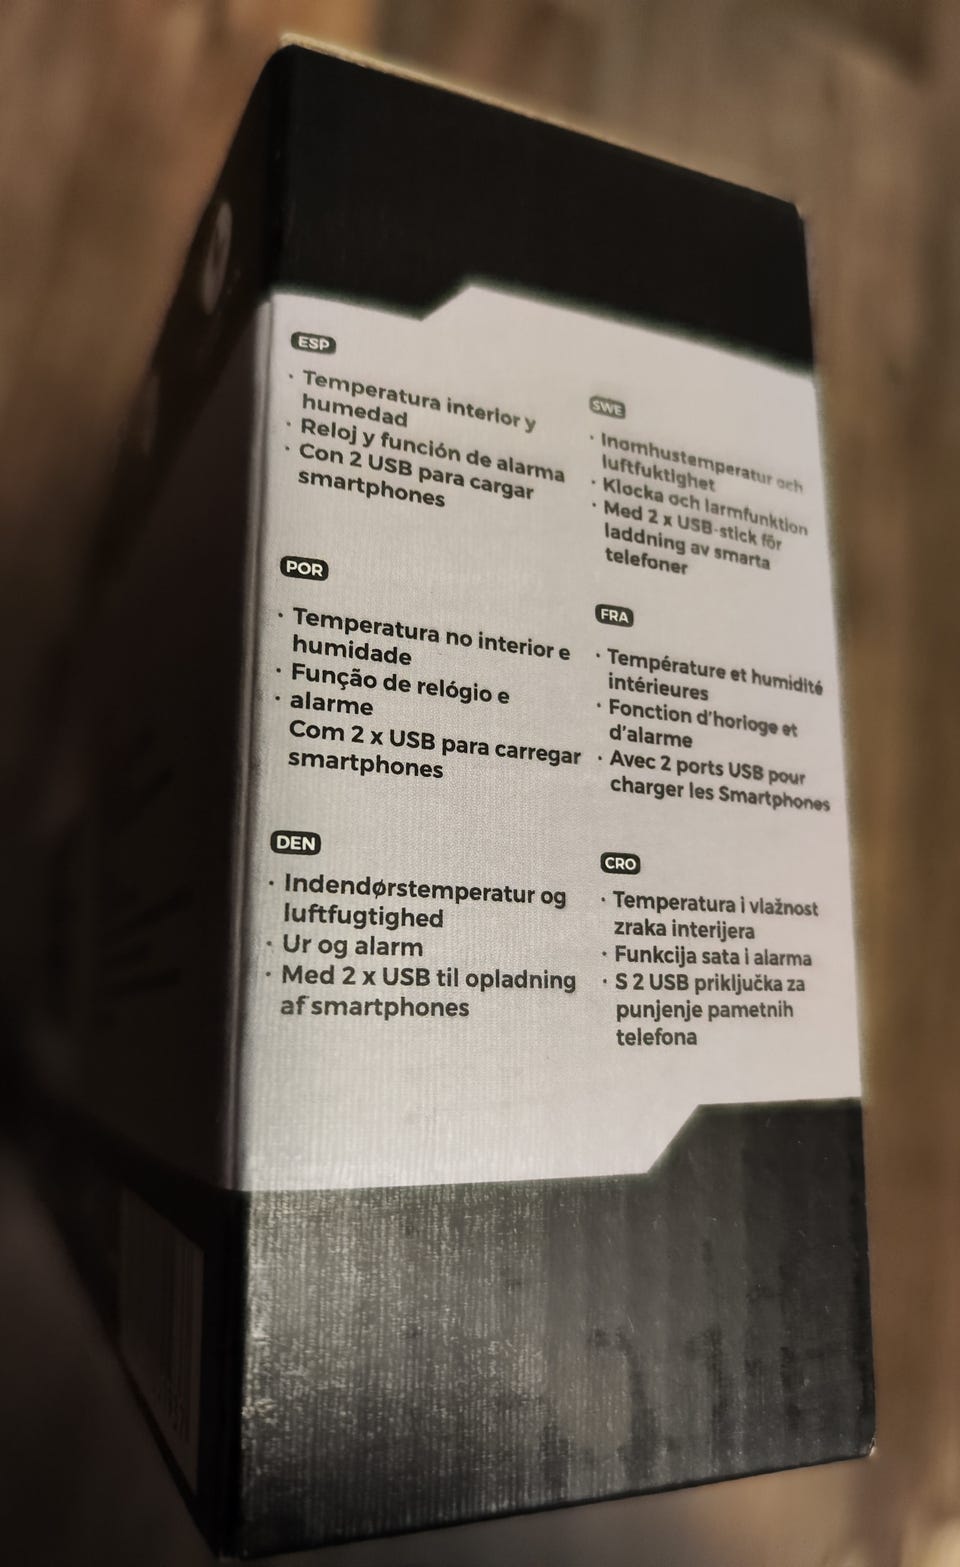 ESP
· Temperatura interior y
humedad
· Reloj y función de alarma
· Con 2 USB para cargar
smartphones
POR
· Temperatura no interior e
humidade
· Função de relógio e
· alarme
Com 2 x USB para carregar
smartphones
DEN
· Indendørstemperatur og
luftfugtighed
· Ur og alarm
· Med 2 x USB til opladning
af smartphones
SWE
· Inomhustemperatur och
luftfuktighet
· Klocka och larmfunktion
· Med 2 x USB-stick för
laddning av smarta
telefoner
FRA
· Température et humidité
intérieures
· Fonction d'horloge et
d'alarme
· Avec 2 ports USB pour
charger les Smartphones
CRO
· Temperatura i vlažnost
zraka interijera
· Funkcija sata i alarma
· S 2 USB priključka za
punjenje pametnih
telefona